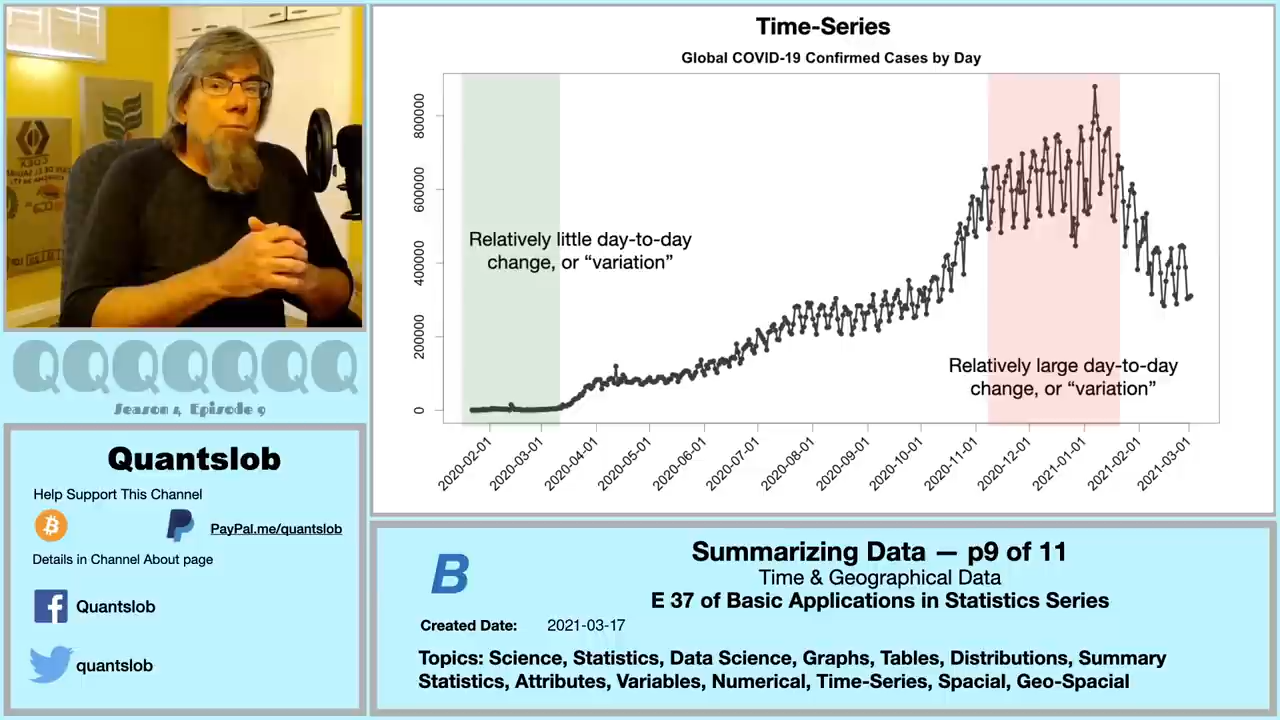 Time-Series
Global COVID-19 Confirmed Cases by Day
800000
600000
400000
200000
0
Relatively little day-to-day
change, or “variation”
Relatively large day-to-day
change, or “variation”
2020-02-01
2020-03-01
2020-04-01
2020-05-01
2020-06-01
2020-07-01
2020-08-01
2020-09-01
2020-10-01
2020-11-01
2020-12-01
2021-01-01
2021-02-01
2021-03-01
QQQQQQQ
Season 4, Episode 9
Quantslob
Help Support This Channel
PayPal.me/quantslob
Details in Channel About page
Quantslob
quantslob
B
Summarizing Data — p9 of 11
Time & Geographical Data
E 37 of Basic Applications in Statistics Series
Created Date: 2021-03-17
Topics: Science, Statistics, Data Science, Graphs, Tables, Distributions, Summary
Statistics, Attributes, Variables, Numerical, Time-Series, Spacial, Geo-Spacial